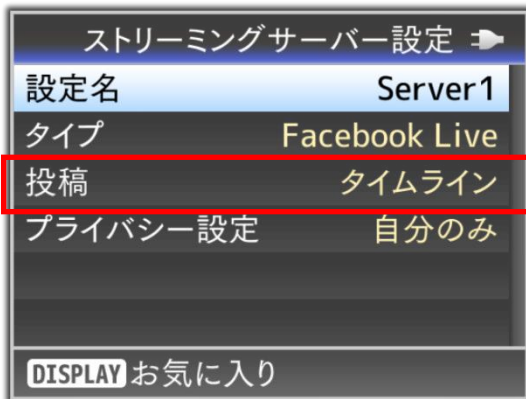 ストリーミングサーバー設定
設定名 Server1
タイプ Facebook Live
投稿 タイムライン
プライバシー設定 自分のみ
DISPLAY お気に入り